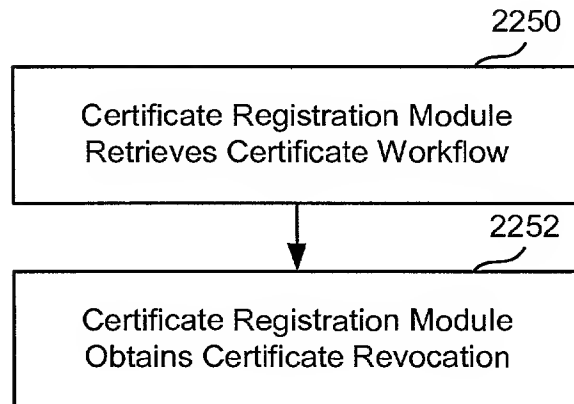 2250
Certificate Registration Module
Retrieves Certificate Workflow
2252
Certificate Registration Module
Obtains Certificate Revocation